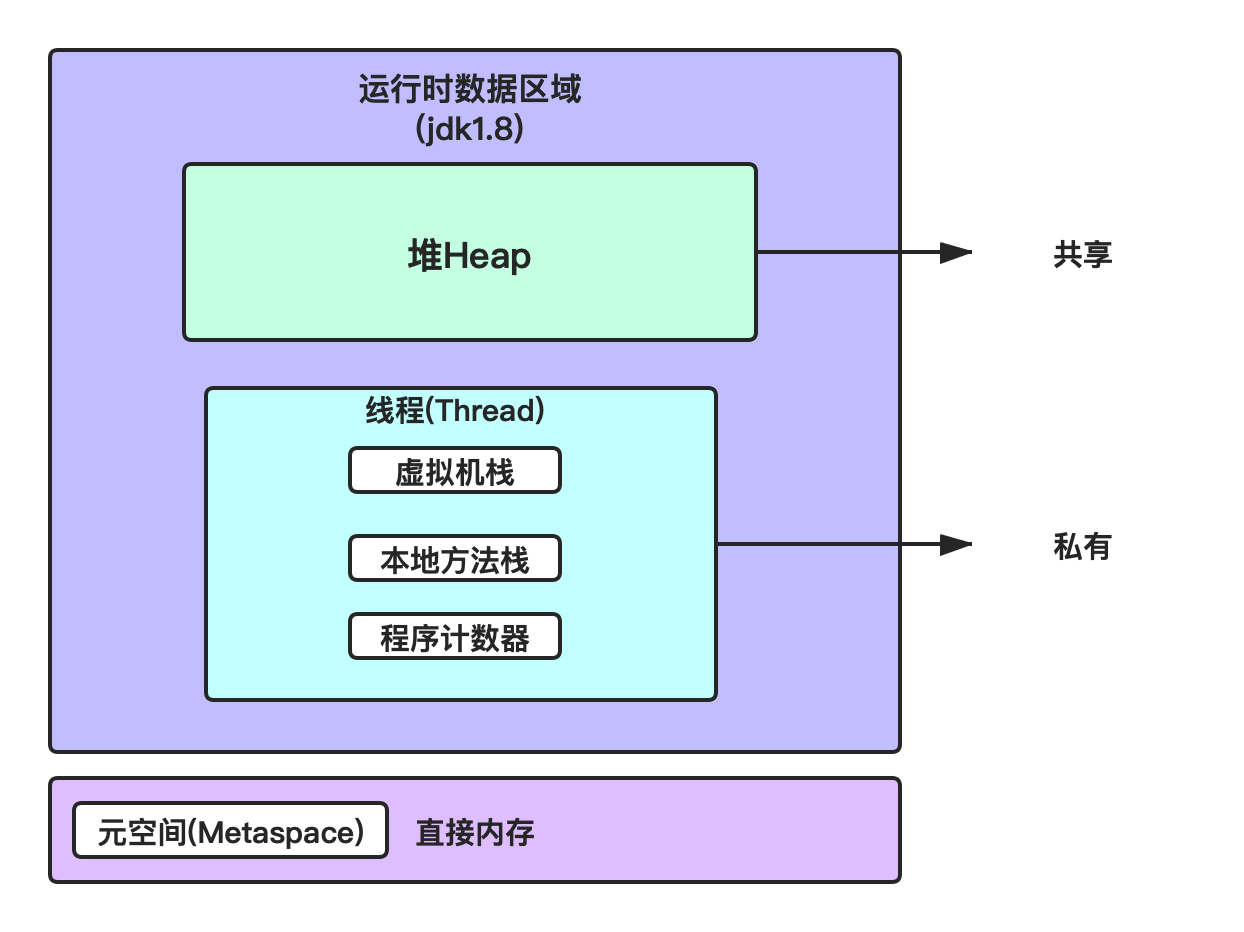 运行时数据区域
(jdk1.8)
堆Heap
共享
线程(Thread)
虚拟机栈
本地方法栈
程序计数器
私有
元空间(Metaspace)
直接内存